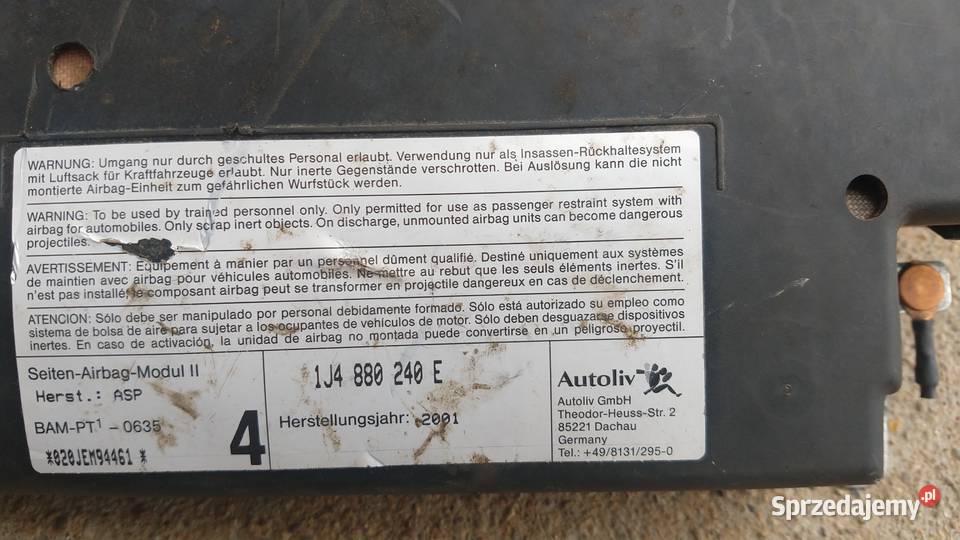 WARNUNG: Umgang nur durch geschultes Personal erlaubt. Verwendung nur als Insassen-Rückhaltesystem
mit Luftsack für Kraftfahrzeuge erlaubt. Nur inerte Gegenstände verschrotten. Bei Auslösung kann die nicht
montierte Airbag-Einheit zum gefährlichen Wurfstück werden.
WARNING: To be used by trained personnel only. Only permitted for use as passenger restraint system with
airbag for automobiles. Only scrap inert objects. On discharge, unmounted airbag units can become dangerous
projectiles.
AVERTISSEMENT: Equipement à manier par un personnel dûment qualifié. Destiné uniquement aux systèmes
de maintien avec airbag pour véhicules automobiles. Ne mettre au rebut que les seuls éléments inertes. S'il
n'est pas installé, le composant airbag peut se transformer en projectile dangereux en cas de déclenchement.
ATENCION: Sólo debe ser manipulado por personal debidamente formado. Sólo está autorizado su empleo como
sistema de bolsa de aire para sujetar a los ocupantes de vehículos de motor. Sólo deben desguazarse dispositivos
inertes. En caso de activación, la unidad de airbag no montada puede convertirse en un peligroso proyectil.
Seiten-Airbag-Modul II
Herst.: ASP
BAM-PT1 - 0635
*020JEM94461 *
4
1J4 880 240 E
Herstellungsjahr: 2001
Autoliv
Autoliv GmbH
Theodor-Heuss-Str. 2
85221 Dachau
Germany
Tel.: +49/8131/295-0
Sprzedajemy.pl